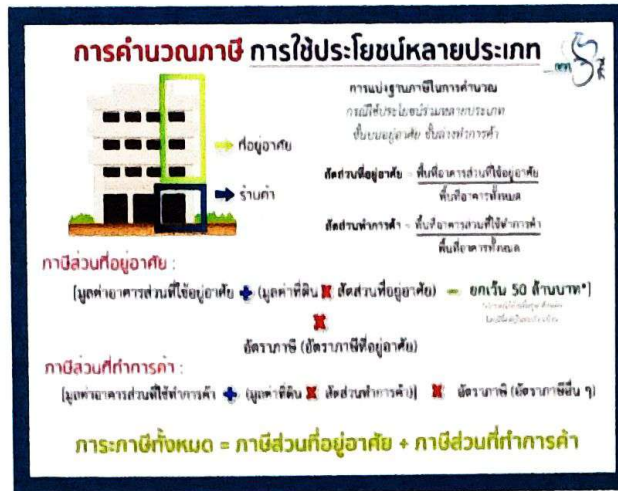 การคำนวณภาษี การใช้ประโยชน์หลายประเภท
การแบ่งฐานภาษีในการคำนวณ
กรณีใช้ประโยชน์ร่วมหลายประเภท
ชั้นบนอยู่อาศัย ชั้นล่างทำการค้า
ที่อยู่อาศัย
ร้านค้า
สัดส่วนที่อยู่อาศัย = พื้นที่อาคารส่วนที่ใช้อยู่อาศัย
พื้นที่อาคารทั้งหมด
สัดส่วนทำการค้า = พื้นที่อาคารส่วนที่ใช้ทำการค้า
พื้นที่อาคารทั้งหมด
ภาษีส่วนที่อยู่อาศัย :
[มูลค่าอาคารส่วนที่ใช้อยู่อาศัย + (มูลค่าที่ดิน x สัดส่วนที่อยู่อาศัย) - ยกเว้น 50 ล้านบาท*]
x
อัตราภาษี (อัตราภาษีที่อยู่อาศัย)
ภาษีส่วนที่ทำการค้า :
[มูลค่าอาคารส่วนที่ใช้ทำการค้า + (มูลค่าที่ดิน x สัดส่วนทำการค้า)] x อัตราภาษี (อัตราภาษีอื่น ๆ)
ภาระภาษีทั้งหมด = ภาษีส่วนที่อยู่อาศัย + ภาษีส่วนที่ทำการค้า